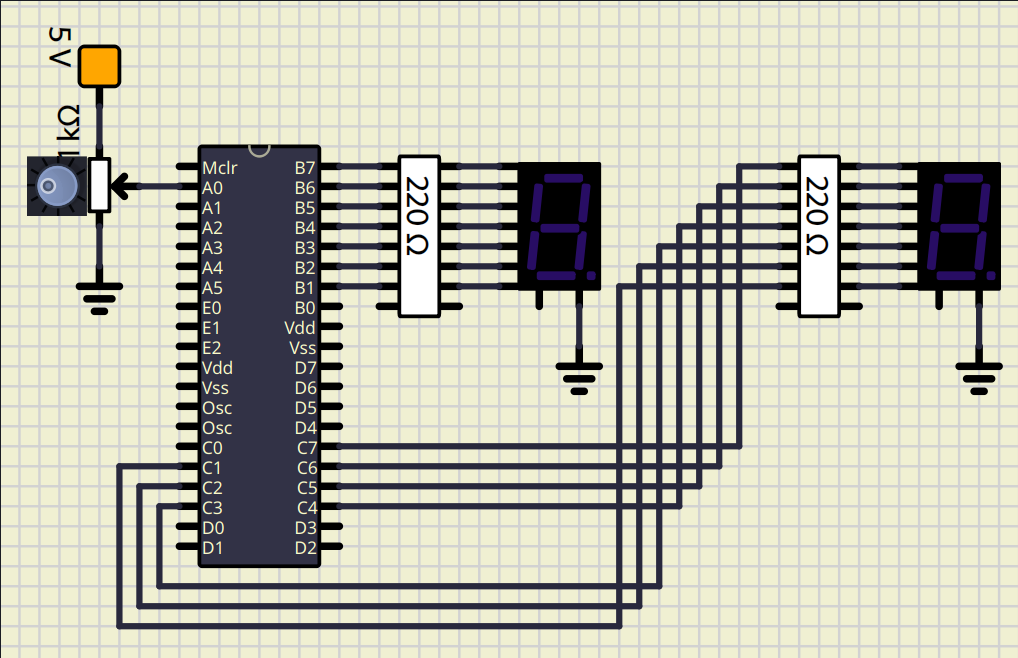 5 V
1 kΩ
Mclr
A0
A1
A2
A3
A4
A5
E0
E1
E2
Vdd
Vss
Osc
Osc
C0
C1
C2
C3
D0
D1
B7
B6
B5
B4
B3
B2
B1
B0
Vdd
Vss
D7
D6
D5
D4
C7
C6
C5
C4
D3
D2
220 Ω
220 Ω